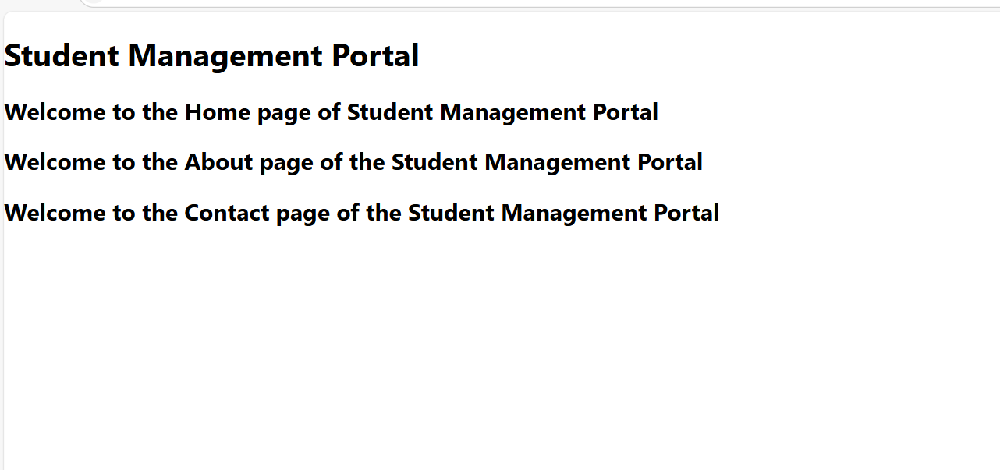 Student Management Portal
Welcome to the Home page of Student Management Portal
Welcome to the About page of the Student Management Portal
Welcome to the Contact page of the Student Management Portal